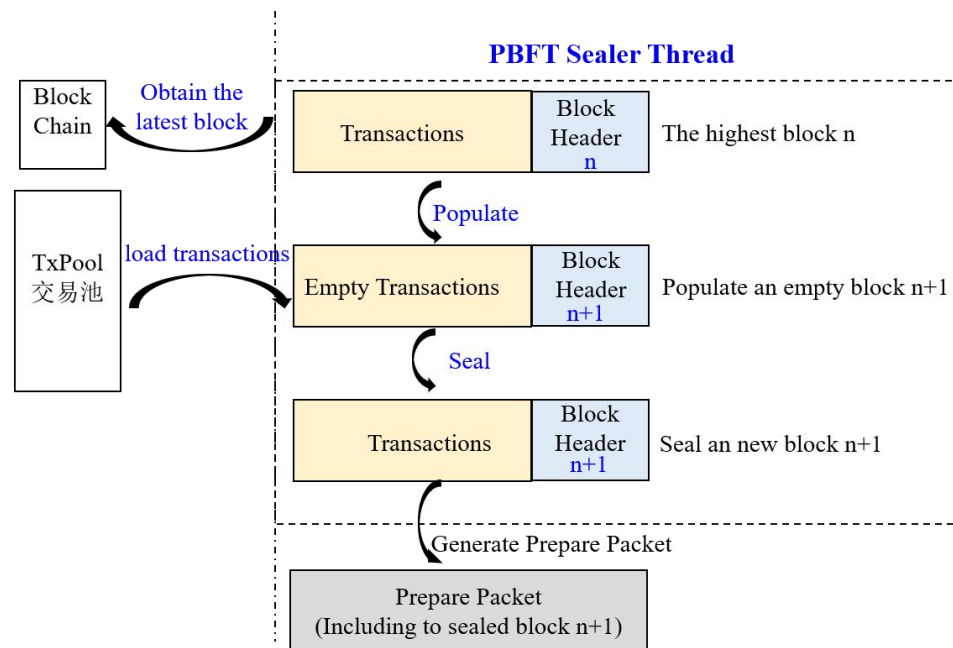 PBFT Sealer Thread
Block
Chain
Obtain the
latest block
Transactions
Block
Header
n
The highest block n
Populate
TxPool
交易池
load transactions
Empty Transactions
Block
Header
n+1
Populate an empty block n+1
Seal
Transactions
Block
Header
n+1
Seal an new block n+1
Generate Prepare Packet
Prepare Packet
(Including to sealed block n+1)